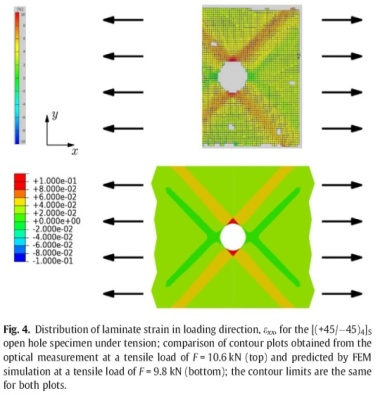 y
x
+1.000e-01
+8.000e-02
+6.000e-02
+4.000e-02
+2.000e-02
+0.000e+00
-2.000e-02
-4.000e-02
-6.000e-02
-8.000e-02
-1.000e-01
Fig. 4. Distribution of laminate strain in loading direction, εxx, for the [(+45/−45)4]S
open hole specimen under tension; comparison of contour plots obtained from the
optical measurement at a tensile load of F = 10.6 kN (top) and predicted by FEM
simulation at a tensile load of F = 9.8 kN (bottom); the contour limits are the same
for both plots.